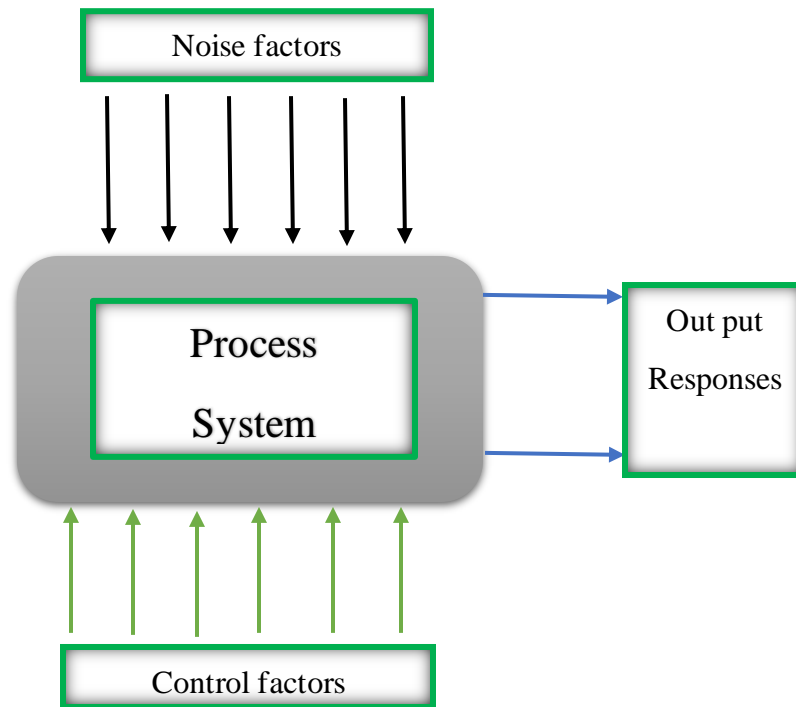 Noise factors
Process
System
Out put
Responses
Control factors